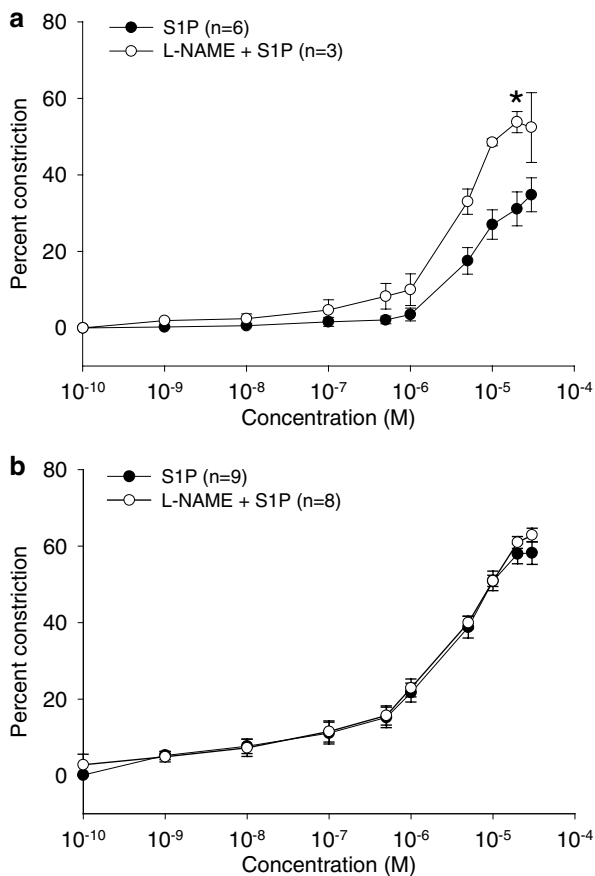 a
S1P (n=6)
L-NAME + S1P (n=3)
Percent constriction
80
60
40
20
0
*
10⁻¹⁰ 10⁻⁹ 10⁻⁸ 10⁻⁷ 10⁻⁶ 10⁻⁵ 10⁻⁴
Concentration (M)
b
S1P (n=9)
L-NAME + S1P (n=8)
Percent constriction
80
60
40
20
0
10⁻¹⁰ 10⁻⁹ 10⁻⁸ 10⁻⁷ 10⁻⁶ 10⁻⁵ 10⁻⁴
Concentration (M)